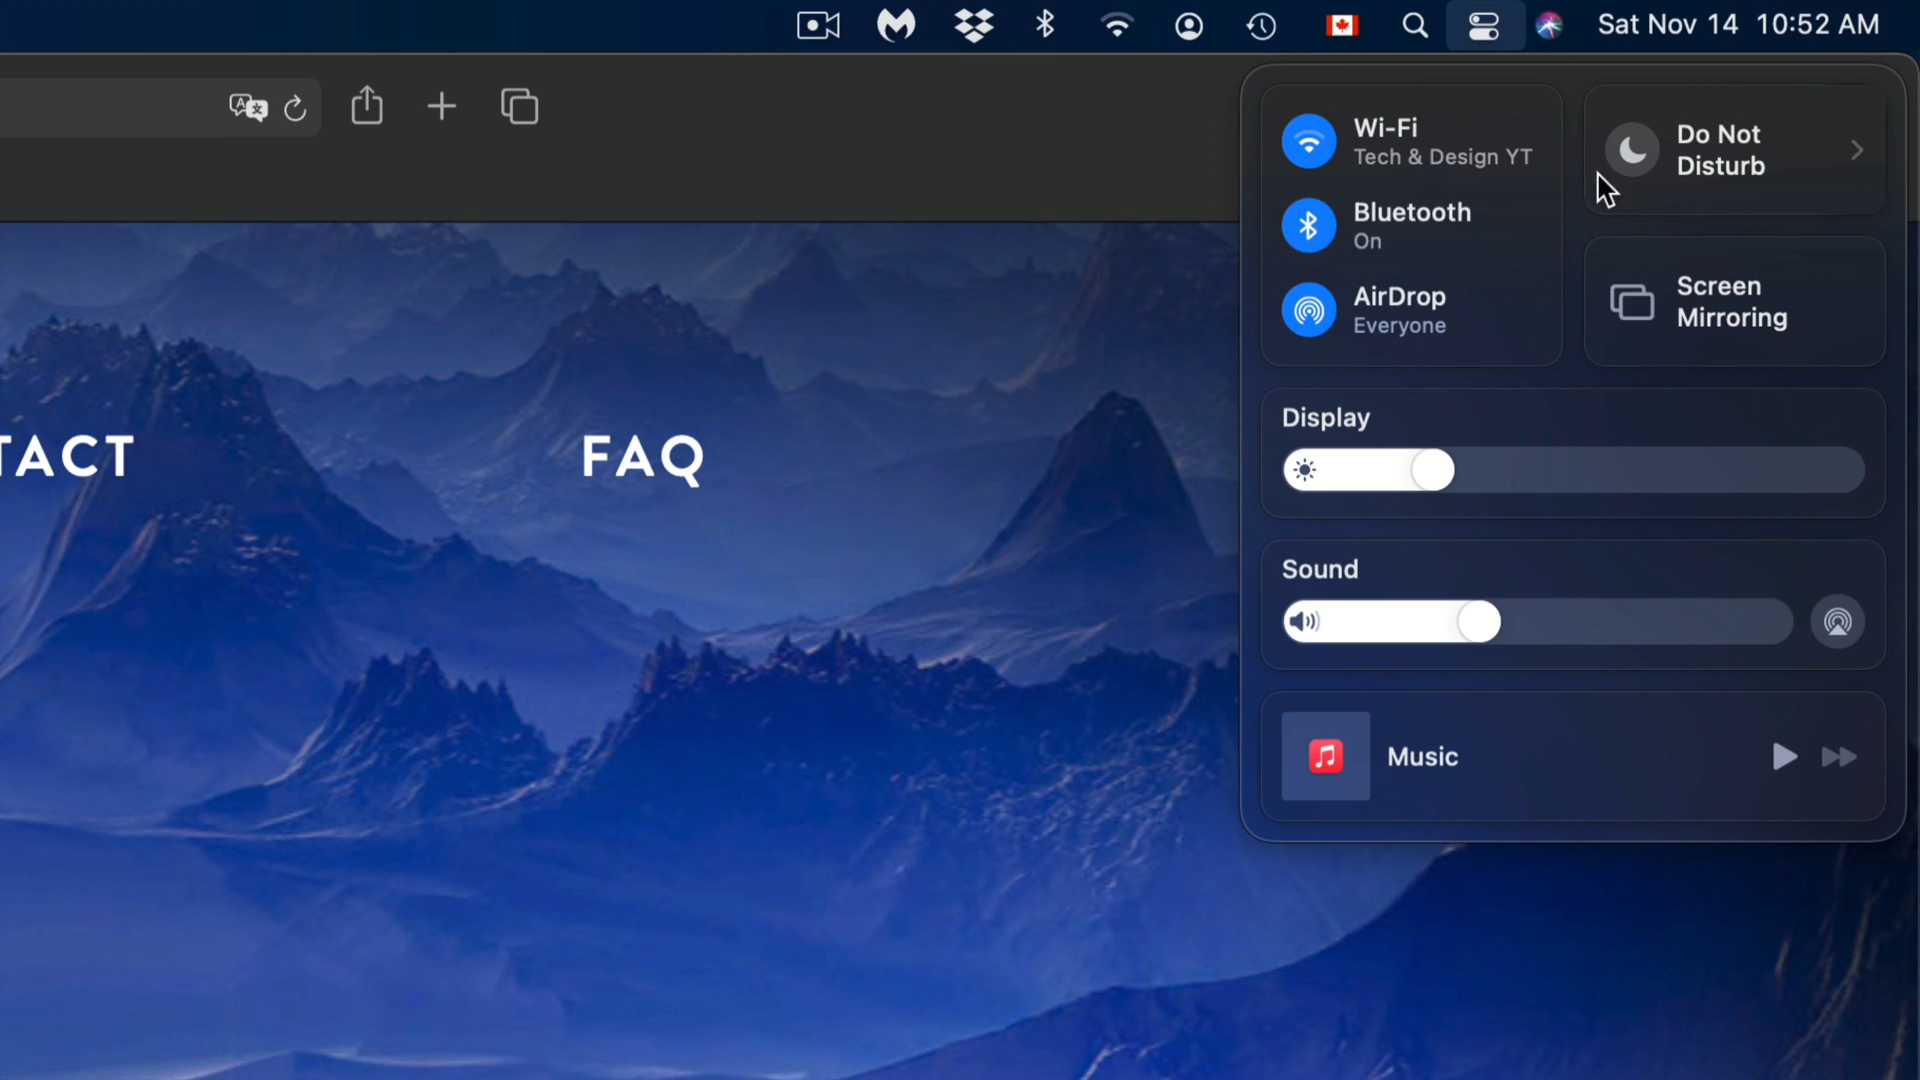 Sat Nov 14 10:52 AM
Wi-Fi
Tech & Design YT
Bluetooth
On
AirDrop
Everyone
Do Not
Disturb
Screen
Mirroring
Display
Sound
Music
TACT
FAQ